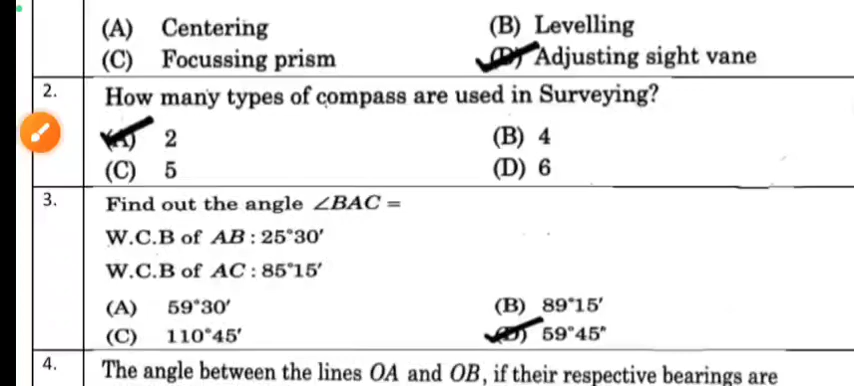 (A) Centering (B) Levelling
(C) Focussing prism (D) Adjusting sight vane
2. How many types of compass are used in Surveying?
(A) 2 (B) 4
(C) 5 (D) 6
3. Find out the angle ∠BAC =
W.C.B of AB : 25°30′
W.C.B of AC : 85°15′
(A) 59°30′ (B) 89°15′
(C) 110°45′ (D) 59°45″
4. The angle between the lines OA and OB, if their respective bearings are